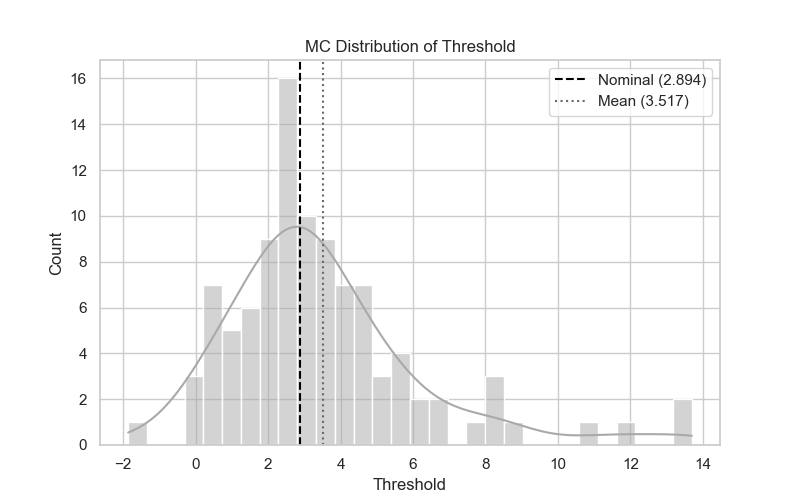 MC Distribution of Threshold
Nominal (2.894)
Mean (3.517)
Count
16
14
12
10
8
6
4
2
0
−2 0 2 4 6 8 10 12 14
Threshold